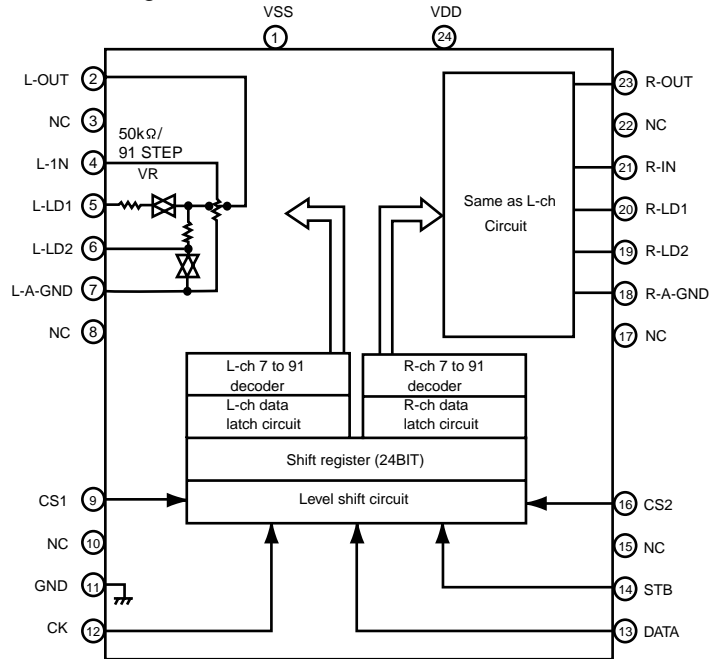 VSS
VDD
1
24
L-OUT 2
23 R-OUT
NC 3
22 NC
50kΩ/
91 STEP
VR
L-1N 4
21 R-IN
L-LD1 5
20 R-LD1
L-LD2 6
19 R-LD2
L-A-GND 7
18 R-A-GND
NC 8
17 NC
Same as L-ch
Circuit
L-ch 7 to 91
decoder
R-ch 7 to 91
decoder
L-ch data
latch circuit
R-ch data
latch circuit
Shift register (24BIT)
Level shift circuit
CS1 9
16 CS2
NC 10
15 NC
GND 11
14 STB
CK 12
13 DATA